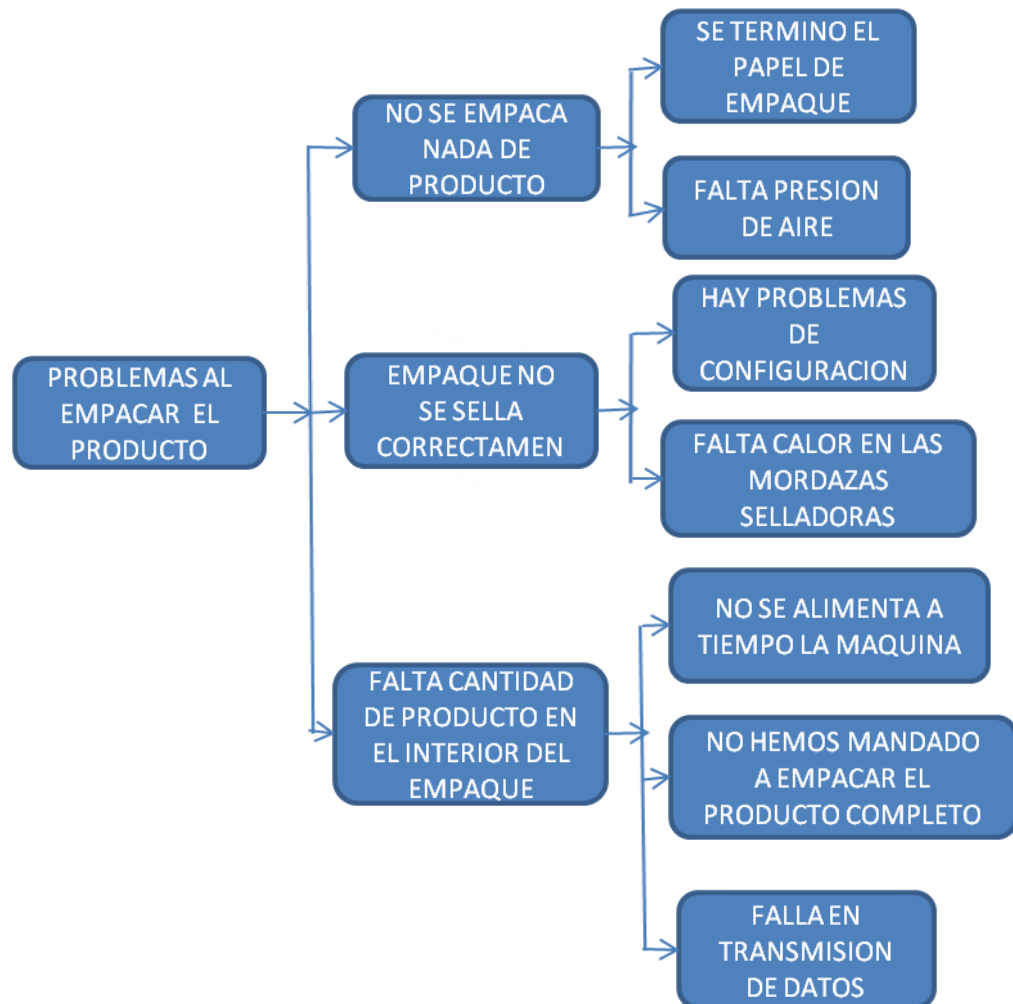 PROBLEMAS AL
EMPACAR EL
PRODUCTO
NO SE EMPACA
NADA DE
PRODUCTO
SE TERMINO EL
PAPEL DE
EMPAQUE
FALTA PRESION
DE AIRE
EMPAQUE NO
SE SELLA
CORRECTAMEN
HAY PROBLEMAS
DE
CONFIGURACION
FALTA CALOR EN LAS
MORDAZAS
SELLADORAS
FALTA CANTIDAD
DE PRODUCTO EN
EL INTERIOR DEL
EMPAQUE
NO SE ALIMENTA A
TIEMPO LA MAQUINA
NO HEMOS MANDADO
A EMPACAR EL
PRODUCTO COMPLETO
FALLA EN
TRANSMISION
DE DATOS